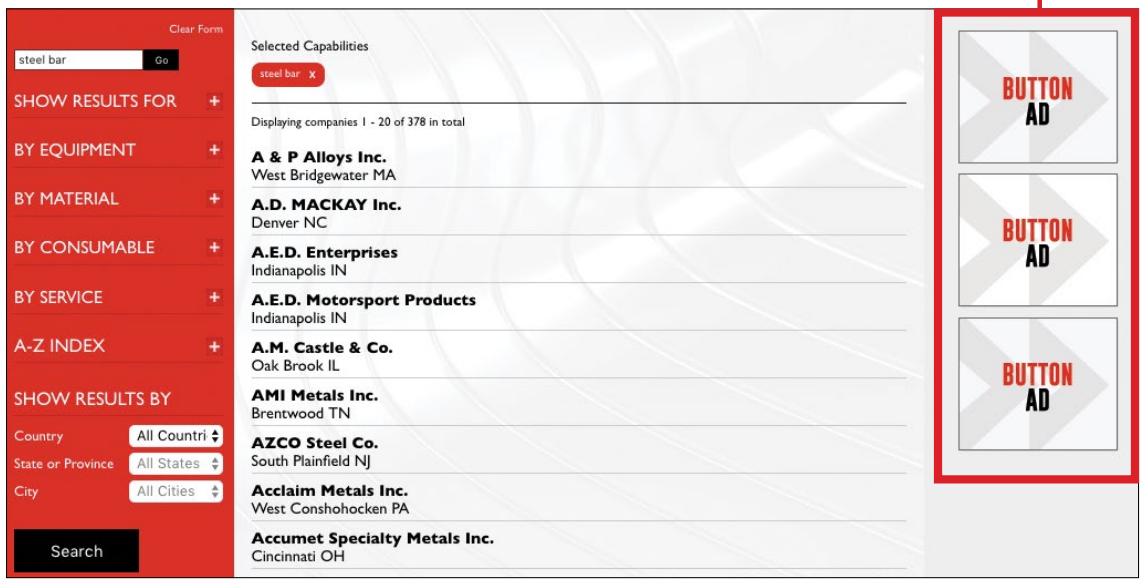 Clear Form
steel bar Go
SHOW RESULTS FOR +
BY EQUIPMENT +
BY MATERIAL +
BY CONSUMABLE +
BY SERVICE +
A-Z INDEX +
SHOW RESULTS BY
Country All Countri
State or Province All States
City All Cities
Search
Selected Capabilities
steel bar X
Displaying companies 1 - 20 of 378 in total
A & P Alloys Inc.
West Bridgewater MA
A.D. MACKAY Inc.
Denver NC
A.E.D. Enterprises
Indianapolis IN
A.E.D. Motorsport Products
Indianapolis IN
A.M. Castle & Co.
Oak Brook IL
AMI Metals Inc.
Brentwood TN
AZCO Steel Co.
South Plainfield NJ
Acclaim Metals Inc.
West Conshohocken PA
Accumet Specialty Metals Inc.
Cincinnati OH
BUTTON
AD
BUTTON
AD
BUTTON
AD